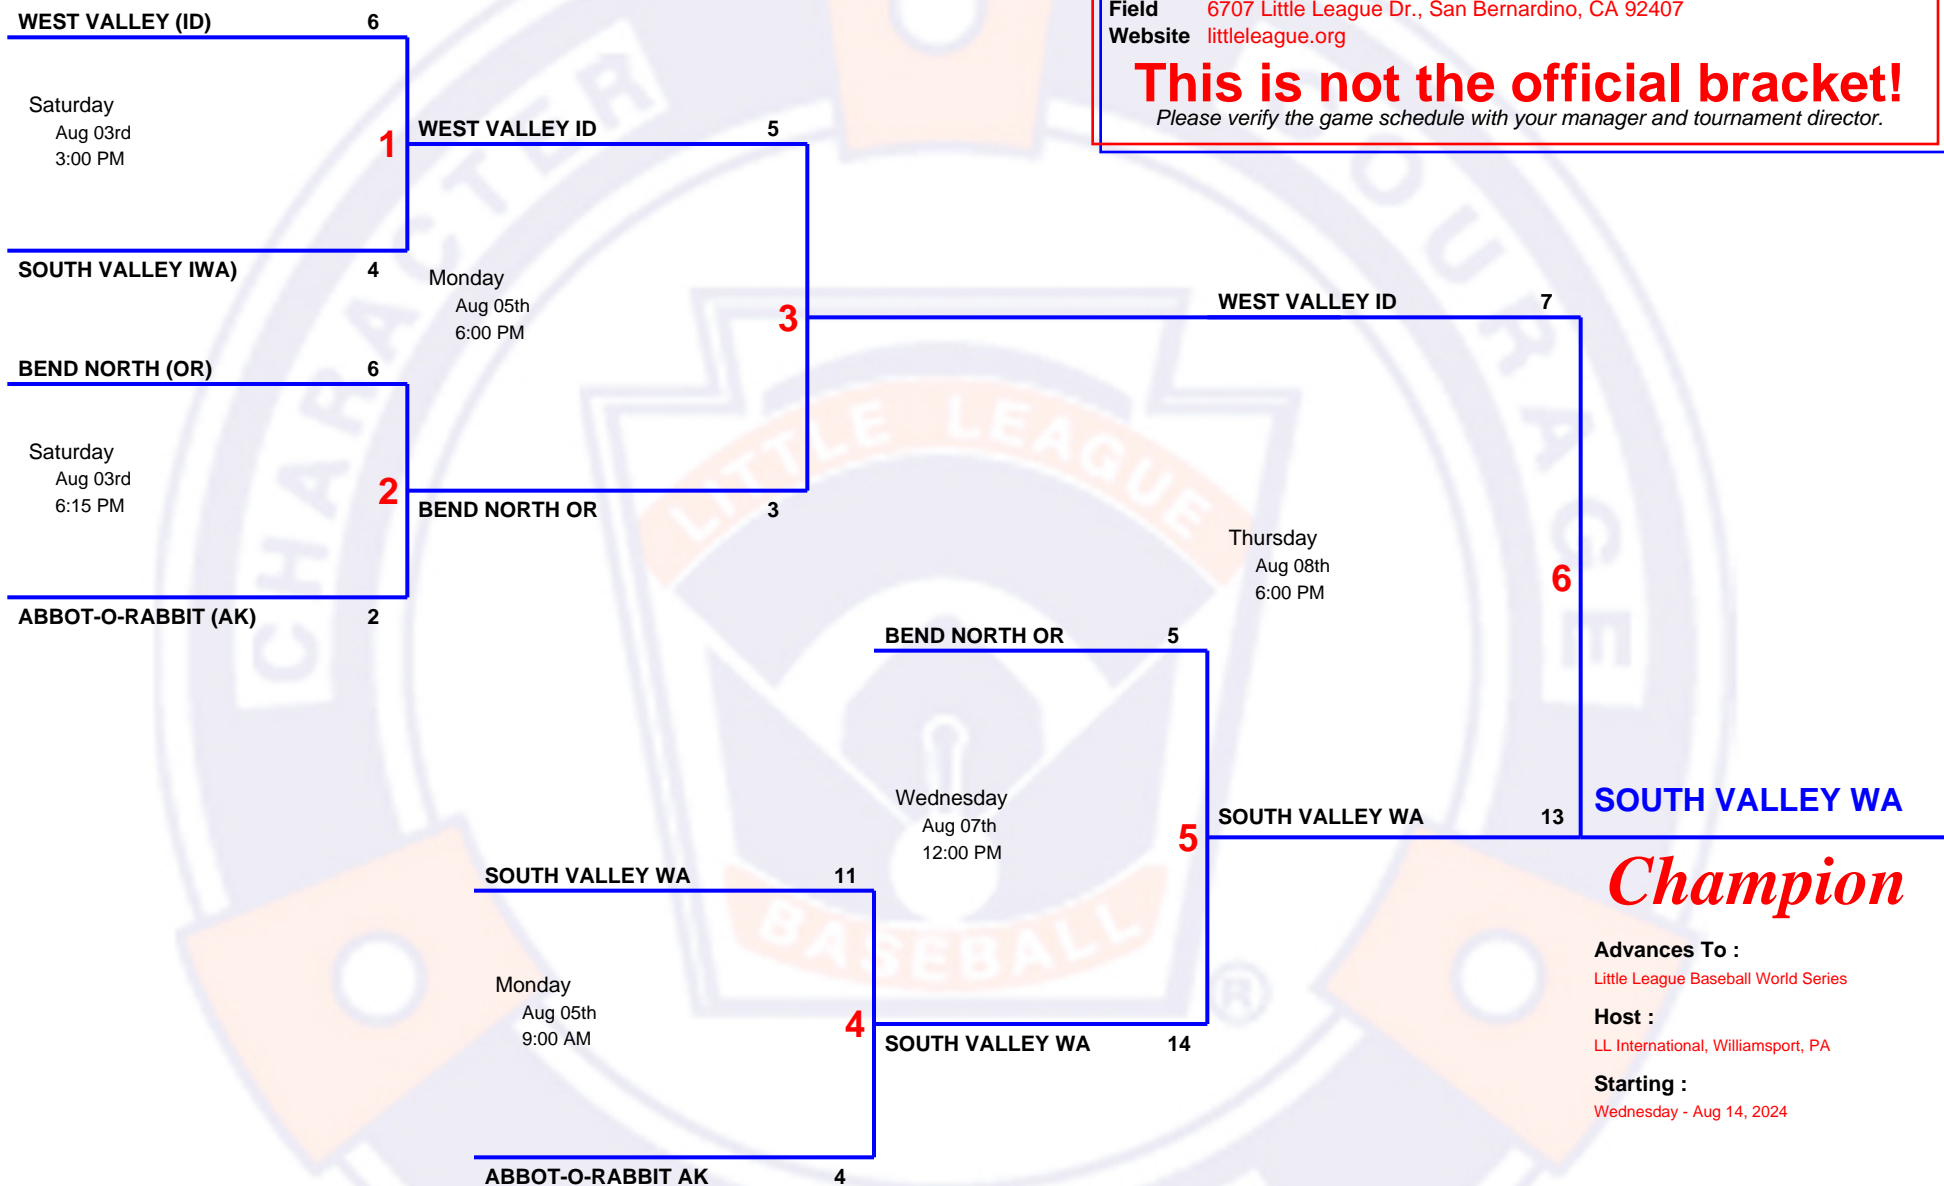 WEST VALLEY (ID) 6
Field 6707 Little League Dr., San Bernardino, CA 92407
Website littleleague.org
This is not the official bracket!
Please verify the game schedule with your manager and tournament director.
Saturday
Aug 03rd
3:00 PM
1
WEST VALLEY ID 5
SOUTH VALLEY IWA) 4
Monday
Aug 05th
6:00 PM
3
WEST VALLEY ID 7
BEND NORTH (OR) 6
Saturday
Aug 03rd
6:15 PM
2
BEND NORTH OR 3
ABBOT-O-RABBIT (AK) 2
Thursday
Aug 08th
6:00 PM
6
BEND NORTH OR 5
Wednesday
Aug 07th
12:00 PM
5
SOUTH VALLEY WA 13
SOUTH VALLEY WA
Champion
SOUTH VALLEY WA 11
Monday
Aug 05th
9:00 AM
4
SOUTH VALLEY WA 14
ABBOT-O-RABBIT AK 4
Advances To :
Little League Baseball World Series
Host :
LL International, Williamsport, PA
Starting :
Wednesday - Aug 14, 2024
CHARACTER
COURAGE
LITTLE LEAGUE
BASEBALL
®